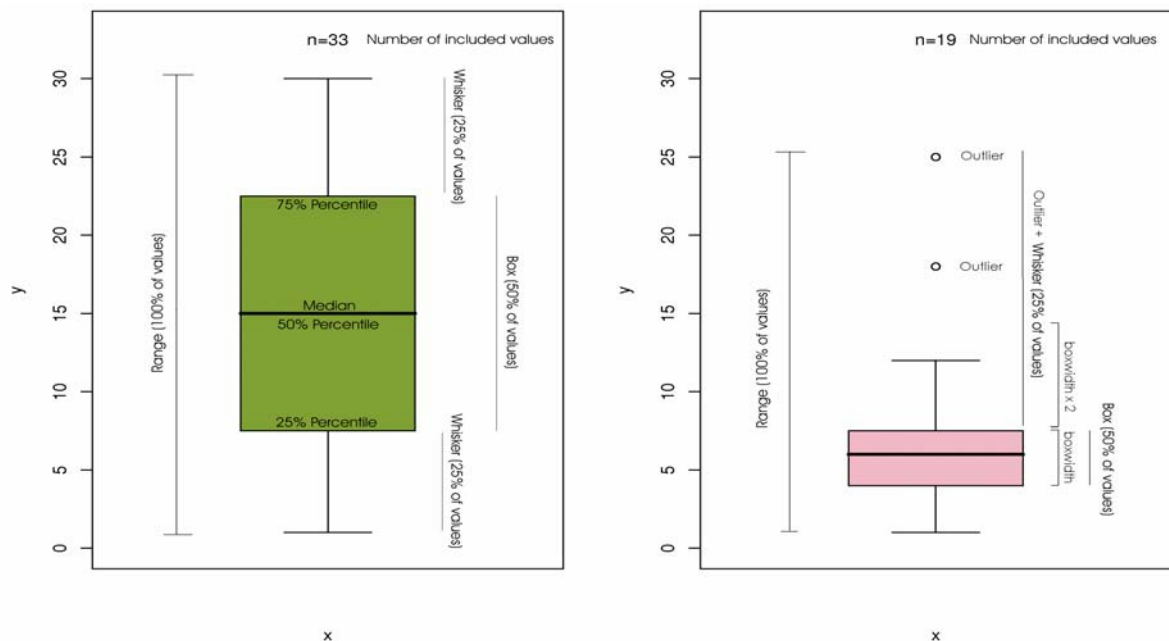 n=33 Number of included values
30
25
20
15
10
5
0
y
Range (100% of values)
Whisker (25% of values)
75% Percentile
Median
50% Percentile
25% Percentile
Box (50% of values)
Whisker (25% of values)
x
n=19 Number of included values
30
25
20
15
10
5
0
y
Range (100% of values)
Outlier
Outlier
Outlier + Whisker (25% of values)
boxwidth x 2
boxwidth
Box (50% of values)
x